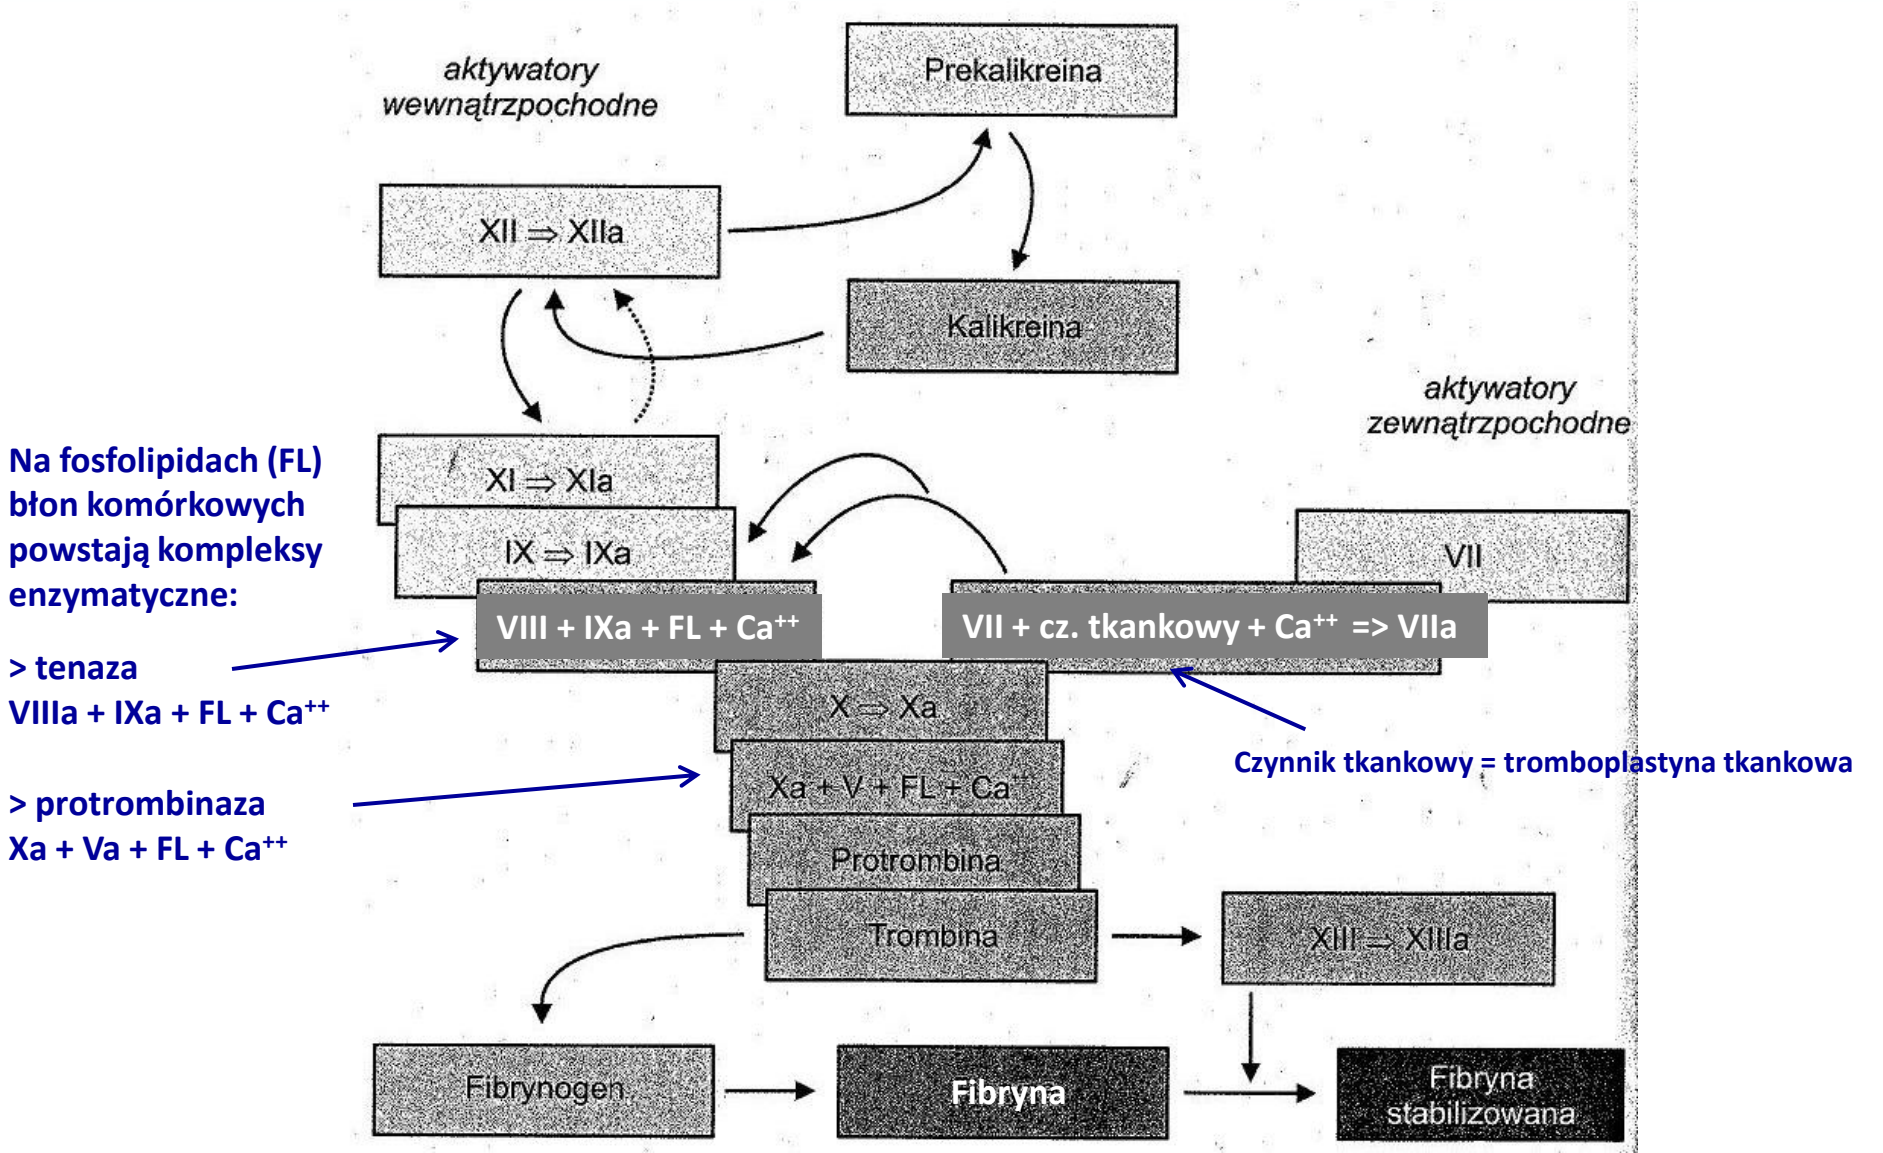 aktywatory
wewnątrzpochodne
Prekalikreina
XII ⇒ XIIa
Kalikreina
aktywatory
zewnątrzpochodne
Na fosfolipidach (FL)
błon komórkowych
powstają kompleksy
enzymatyczne:
> tenaza
VIIIa + IXa + FL + Ca⁺⁺
> protrombinaza
Xa + Va + FL + Ca⁺⁺
XI ⇒ XIa
IX ⇒ IXa
VII
VIII + IXa + FL + Ca⁺⁺
VII + cz. tkankowy + Ca⁺⁺ => VIIa
X ⇒ Xa
Czynnik tkankowy = tromboplastyna tkankowa
Xa + V + FL + Ca⁺⁺
Protrombina
Trombina
XIII ⇒ XIIIa
Fibrynogen
Fibryna
Fibryna
stabilizowana